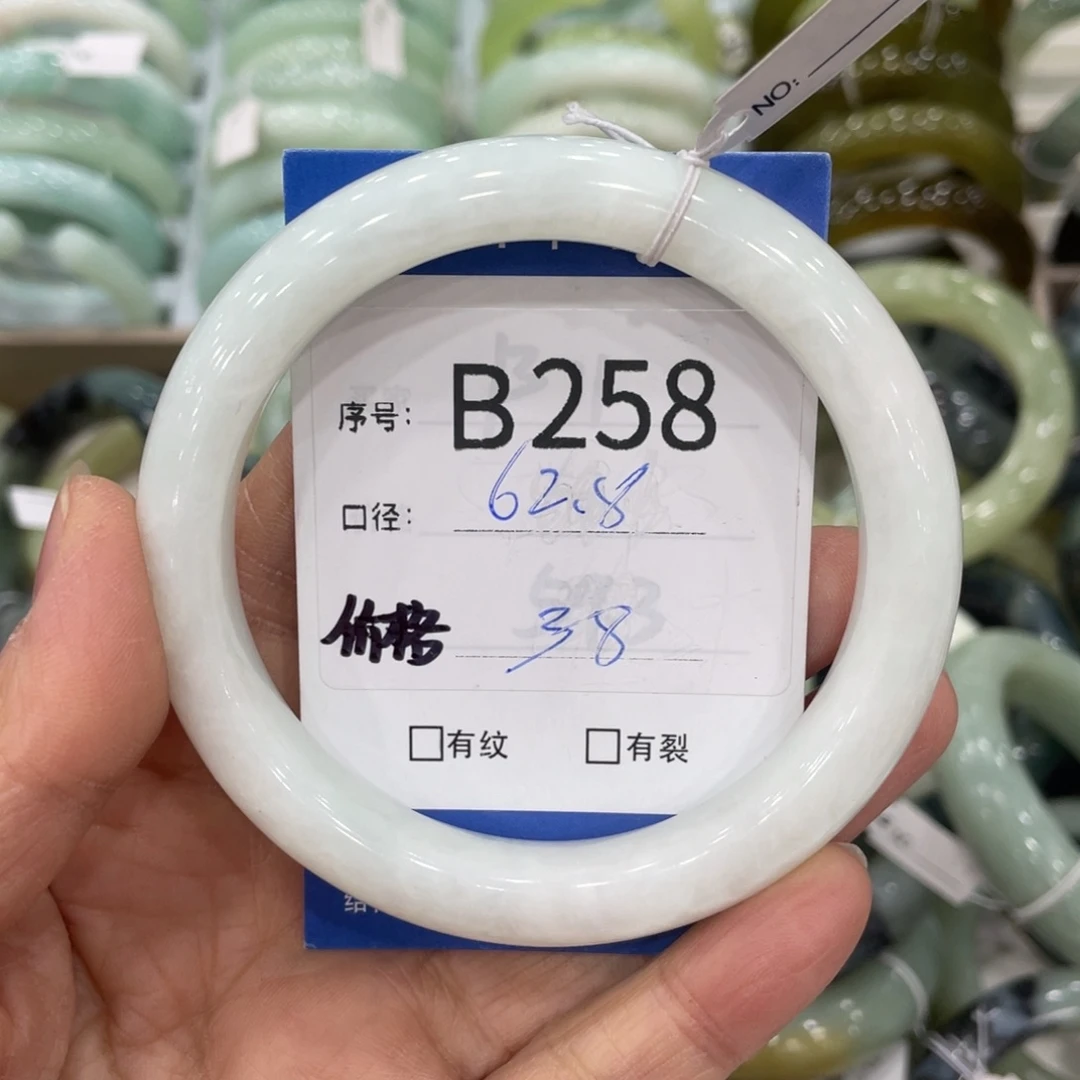 NO:
序号: B258
口径: 62.8
价格 38
□有纹 □有裂